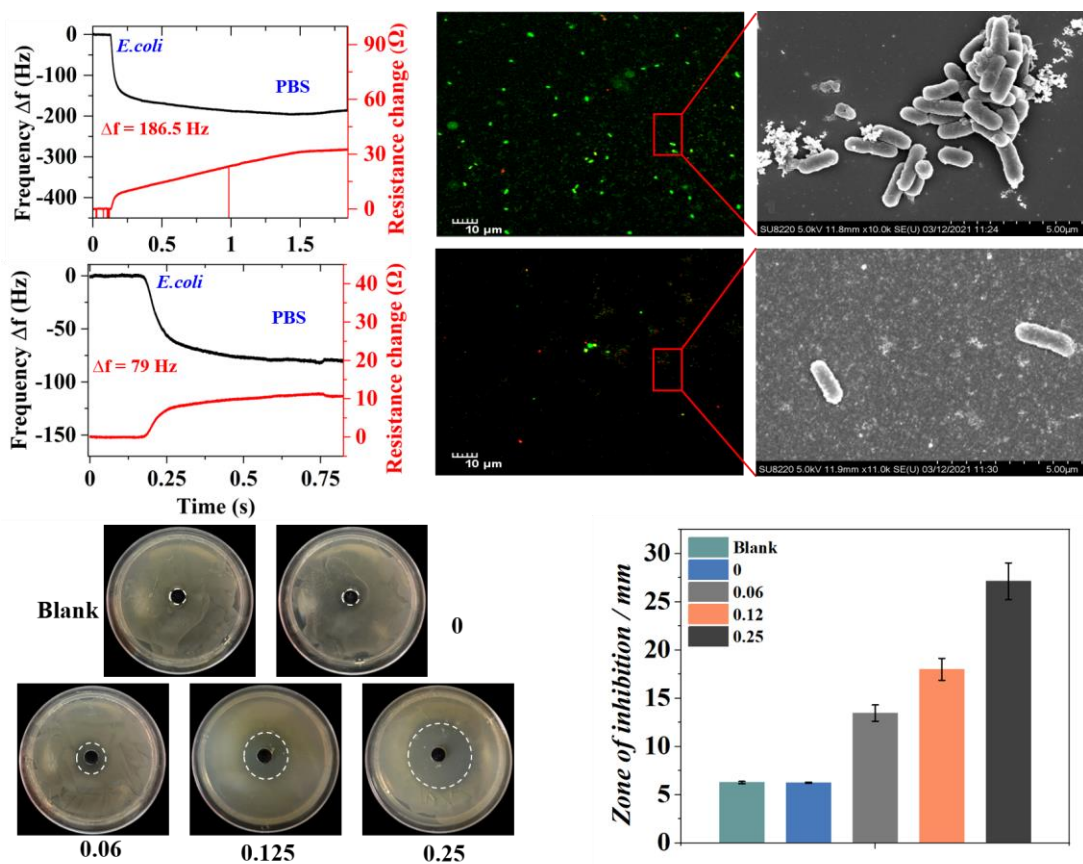 Frequency Δf (Hz)
0
-100
-200
-300
-400
E.coli
PBS
Δf = 186.5 Hz
90
60
30
0
Resistance change (Ω)
0
0.5
1
1.5
10 μm
SU8220 5.0kV 11.8mm x10.0k SE(U) 03/12/2021 11:24
5.00μm
Frequency Δf (Hz)
0
-50
-100
-150
E.coli
PBS
Δf = 79 Hz
40
30
20
10
0
Resistance change (Ω)
0
0.25
0.50
0.75
Time (s)
10 μm
SU8220 5.0kV 11.9mm x11.0k SE(U) 03/12/2021 11:30
5.00μm
Blank
0
0.06
0.125
0.25
Zone of inhibition / mm
30
25
20
15
10
5
0
Blank
0
0.06
0.12
0.25